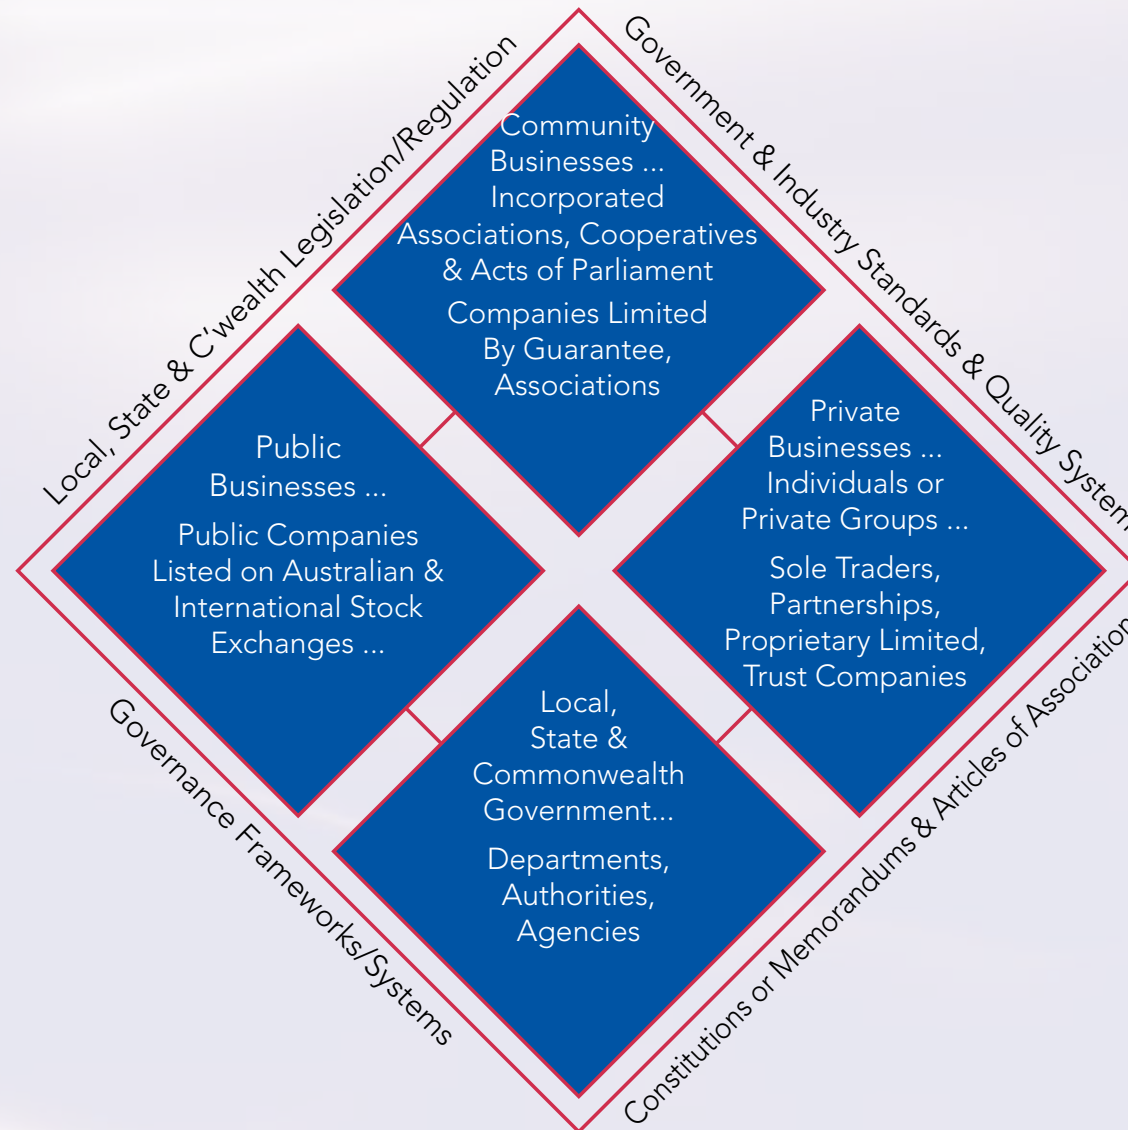 Local, State & C'wealth Legislation/Regulation
Government & Industry Standards & Quality System
Community
Businesses ...
Incorporated
Associations, Cooperatives
& Acts of Parliament
Companies Limited
By Guarantee,
Associations
Public
Businesses ...
Public Companies
Listed on Australian &
International Stock
Exchanges ...
Private
Businesses ...
Individuals or
Private Groups ...
Sole Traders,
Partnerships,
Proprietary Limited,
Trust Companies
Local,
State &
Commonwealth
Government...
Departments,
Authorities,
Agencies
Governance Frameworks/Systems
Constitutions or Memorandums & Articles of Association